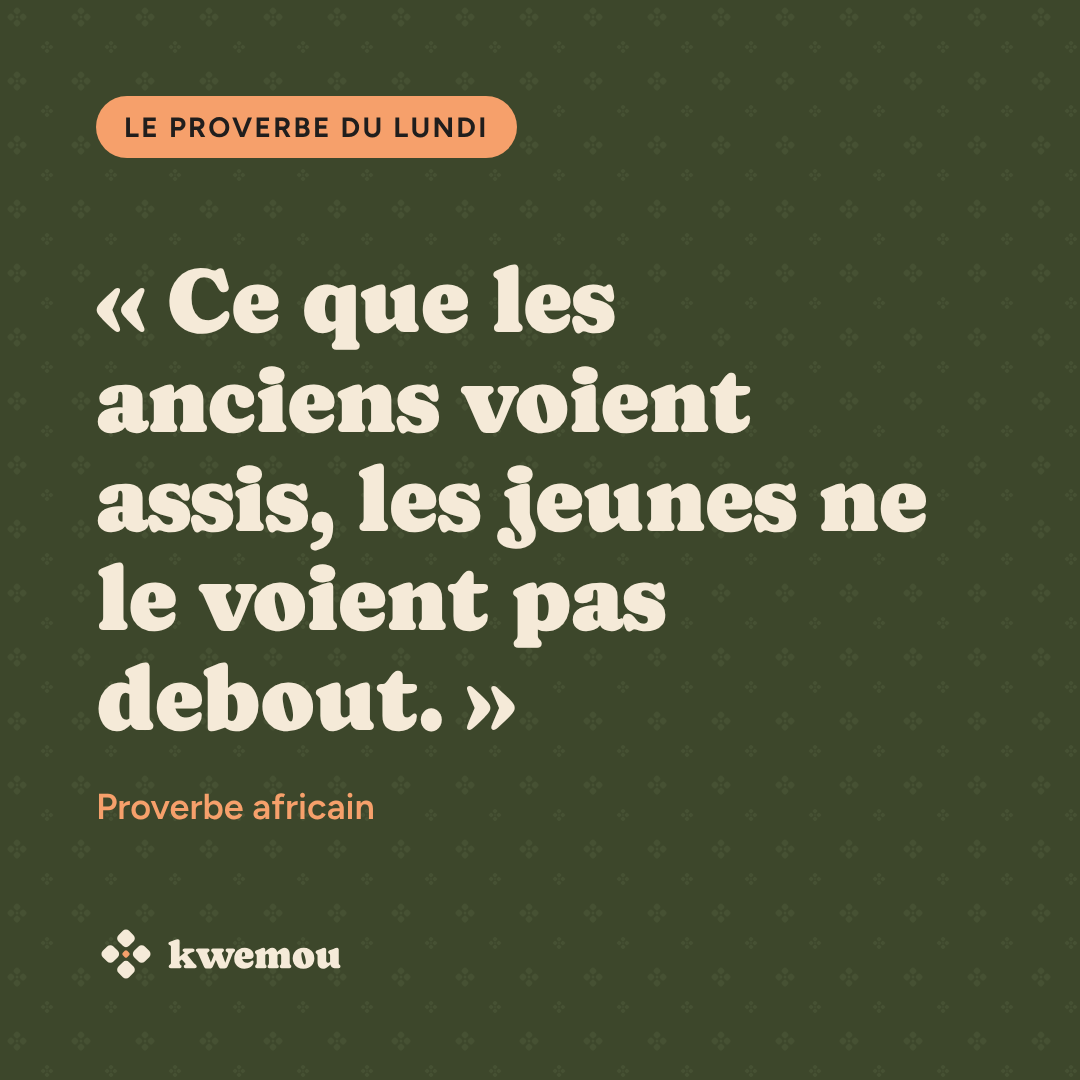 LE PROVERBE DU LUNDI
« Ce que les
anciens voient
assis, les jeunes ne
le voient pas
debout. »
Proverbe africain
kwemou